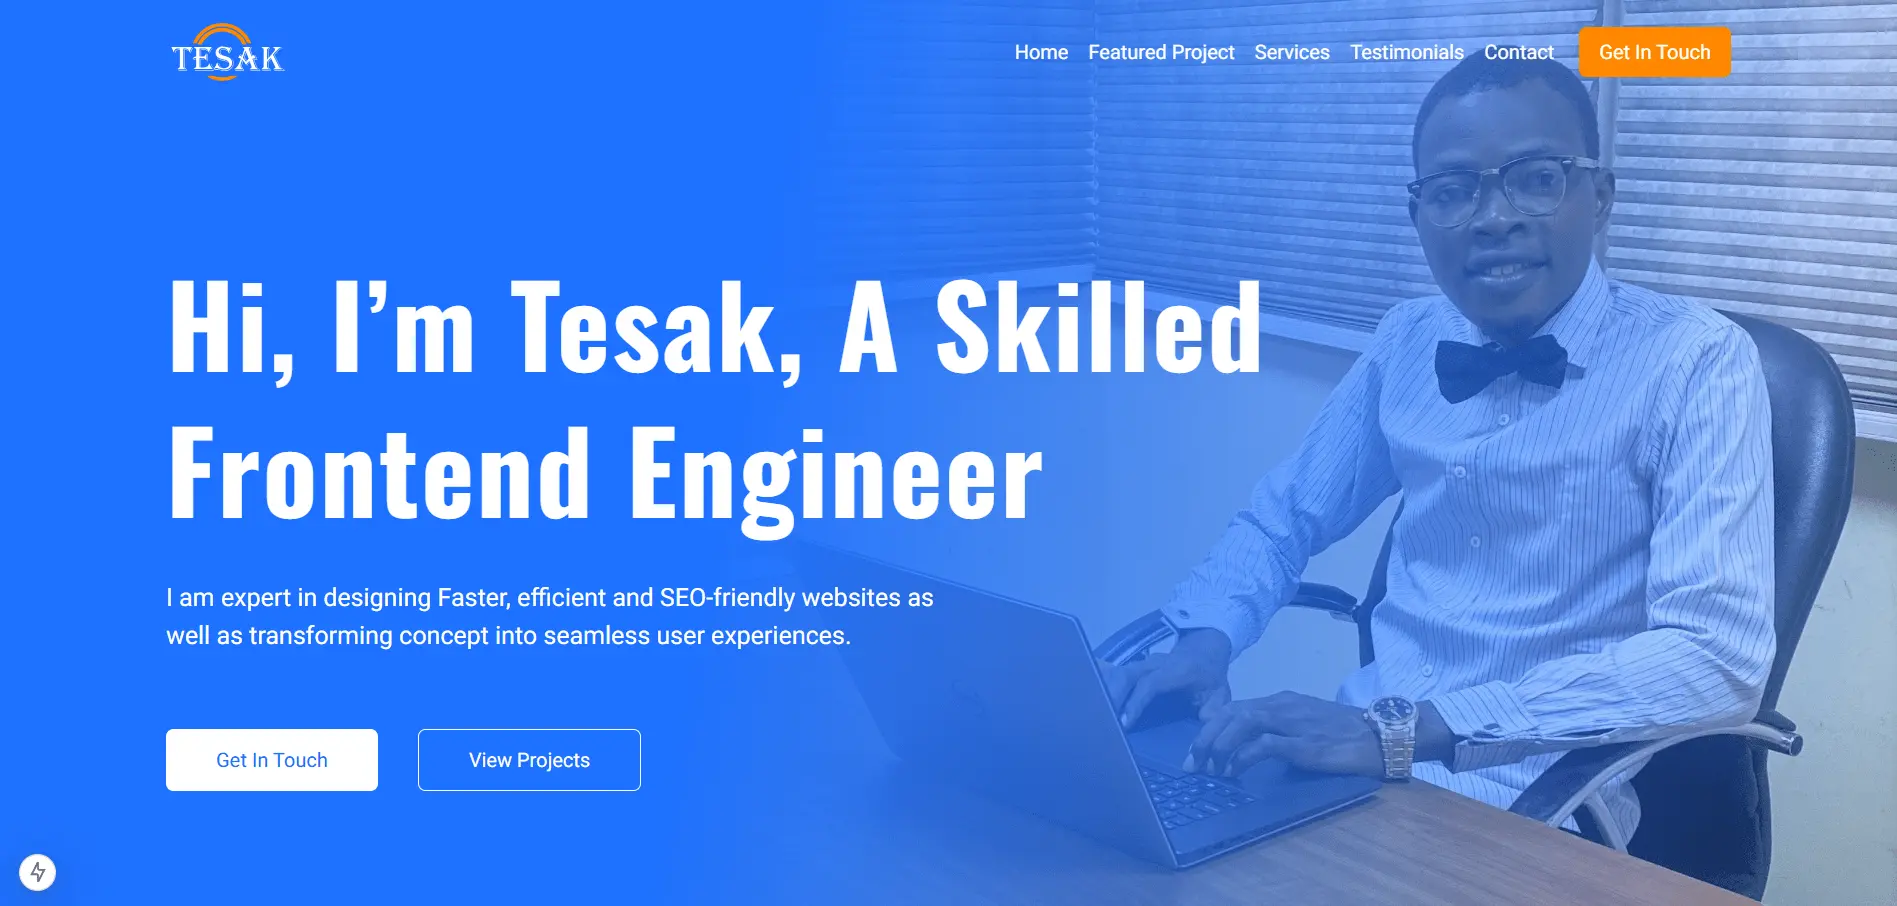 TESAK
Home Featured Project Services Testimonials Contact Get In Touch
Hi, I’m Tesak, A Skilled
Frontend Engineer
I am expert in designing Faster, efficient and SEO-friendly websites as
well as transforming concept into seamless user experiences.
Get In Touch View Projects